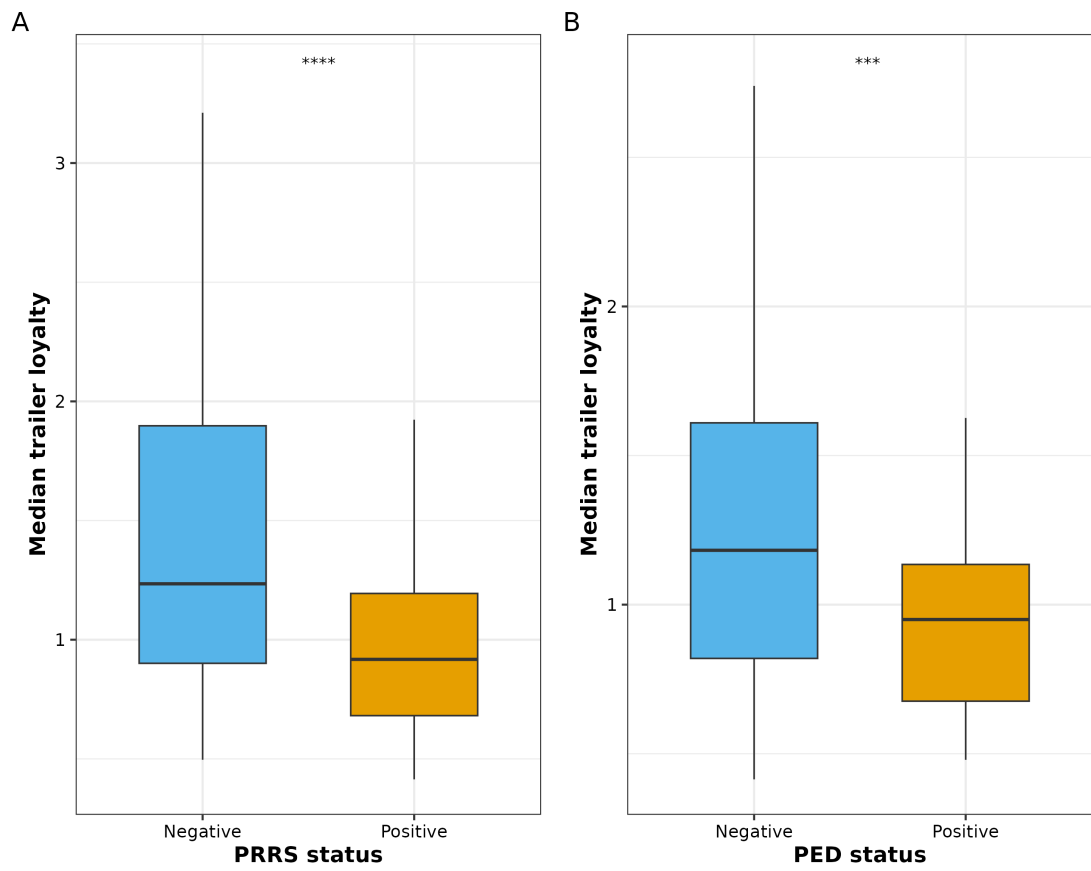 A
****
3
2
1
Median trailer loyalty
Negative
Positive
PRRS status
B
***
2
1
Median trailer loyalty
Negative
Positive
PED status